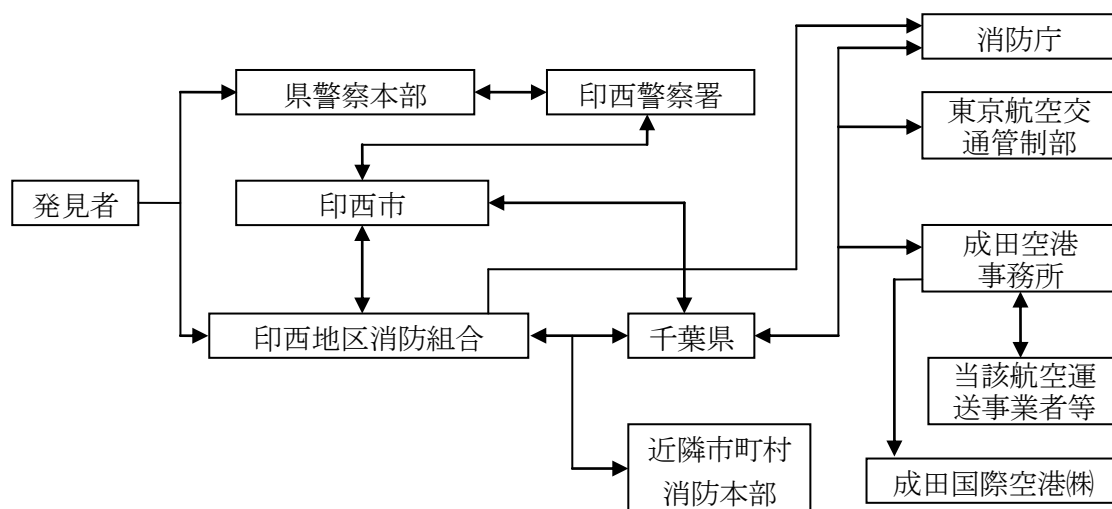 消防庁
県警察本部
印西警察署
東京航空交
通管制部
発見者
印西市
成田空港
事務所
印西地区消防組合
千葉県
当該航空運
送事業者等
近隣市町村
消防本部
成田国際空港㈱